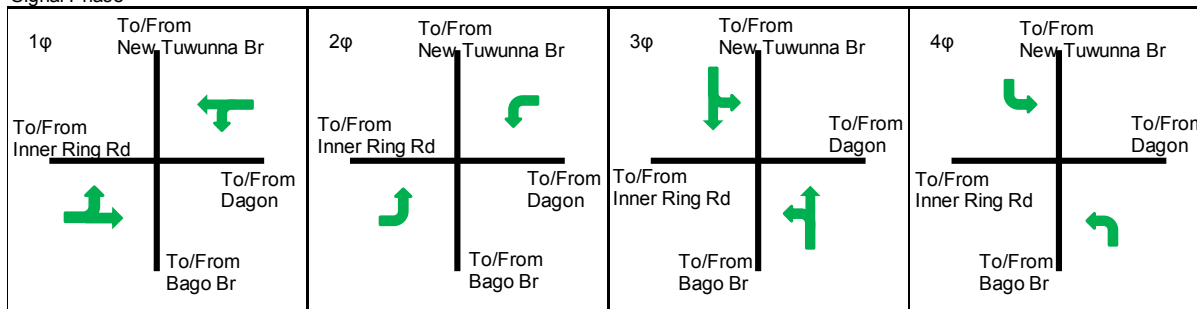 Signal Phase
1φ
To/From
New Tuwunna Br
To/From
Inner Ring Rd
To/From
Dagon
To/From
Bago Br
2φ
To/From
New Tuwunna Br
To/From
Inner Ring Rd
To/From
Dagon
To/From
Bago Br
3φ
To/From
New Tuwunna Br
To/From
Dagon
To/From
Inner Ring Rd
To/From
Bago Br
4φ
To/From
New Tuwunna Br
To/From
Dagon
To/From
Inner Ring Rd
To/From
Bago Br